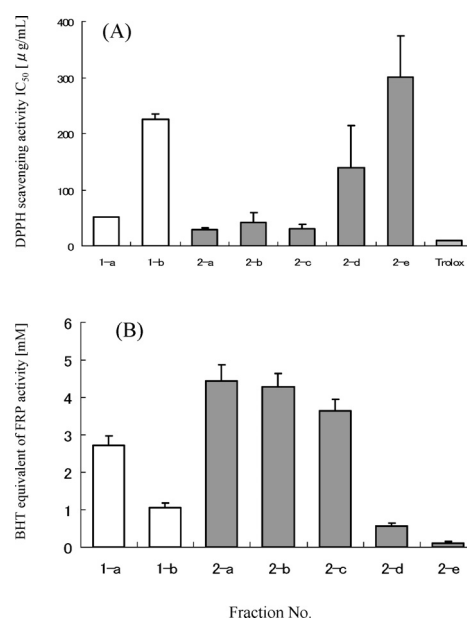 (A)
DPPH scavenging activity IC50 [ μg/mL]
400
300
200
100
50
0
1-a 1-b 2-a 2-b 2-c 2-d 2-e Trolox
(B)
BHT equivalent of FRP activity [mM]
6
5
4
3
2
1
0
1-a 1-b 2-a 2-b 2-c 2-d 2-e
Fraction No.